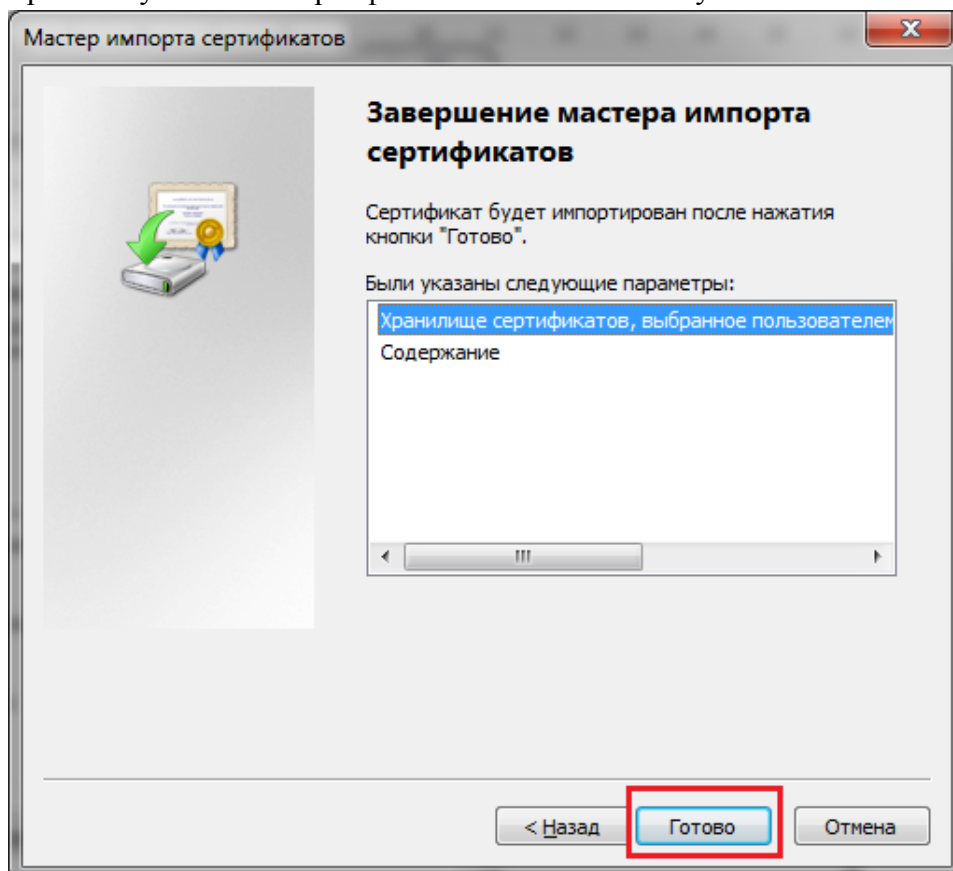 Мастер импорта сертификатов
Завершение мастера импорта
сертификатов
Сертификат будет импортирован после нажатия
кнопки "Готово".
Были указаны следующие параметры:
Хранилище сертификатов, выбранное пользователем
Содержание
< Назад
Готово
Отмена